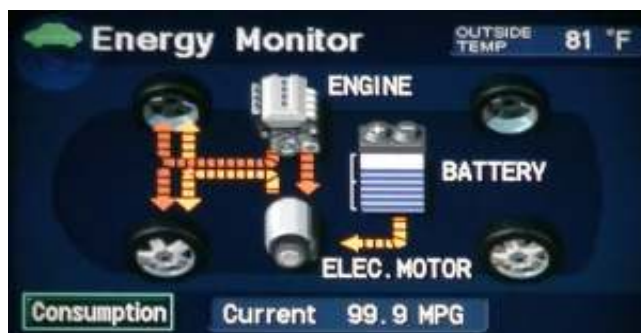 Energy Monitor
OUTSIDE TEMP 81 °F
ENGINE
BATTERY
ELEC.MOTOR
Consumption
Current 99.9 MPG